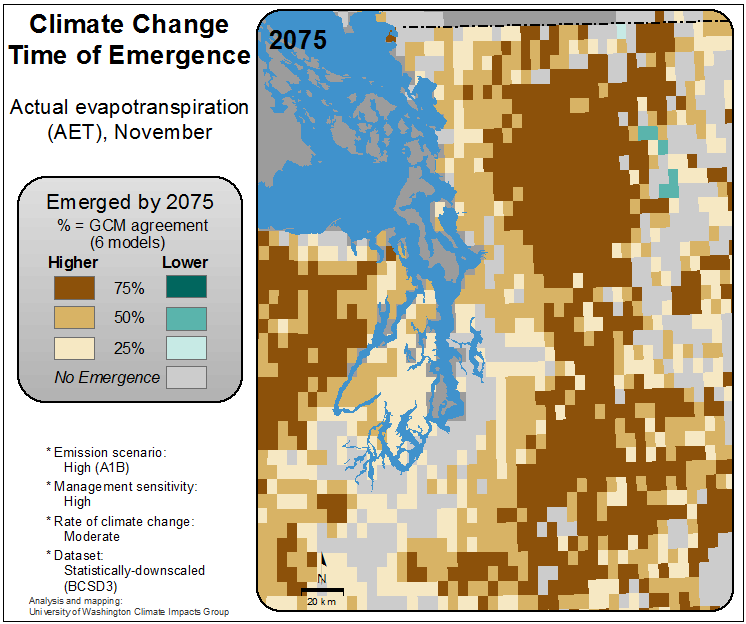 Climate Change
Time of Emergence
Actual evapotranspiration
(AET), November
Emerged by 2075
% = GCM agreement
(6 models)
Higher Lower
75%
50%
25%
No Emergence
* Emission scenario:
High (A1B)
* Management sensitivity:
High
* Rate of climate change:
Moderate
* Dataset:
Statistically-downscaled
(BCSD3)
Analysis and mapping:
University of Washington Climate Impacts Group
2075
N
20 km